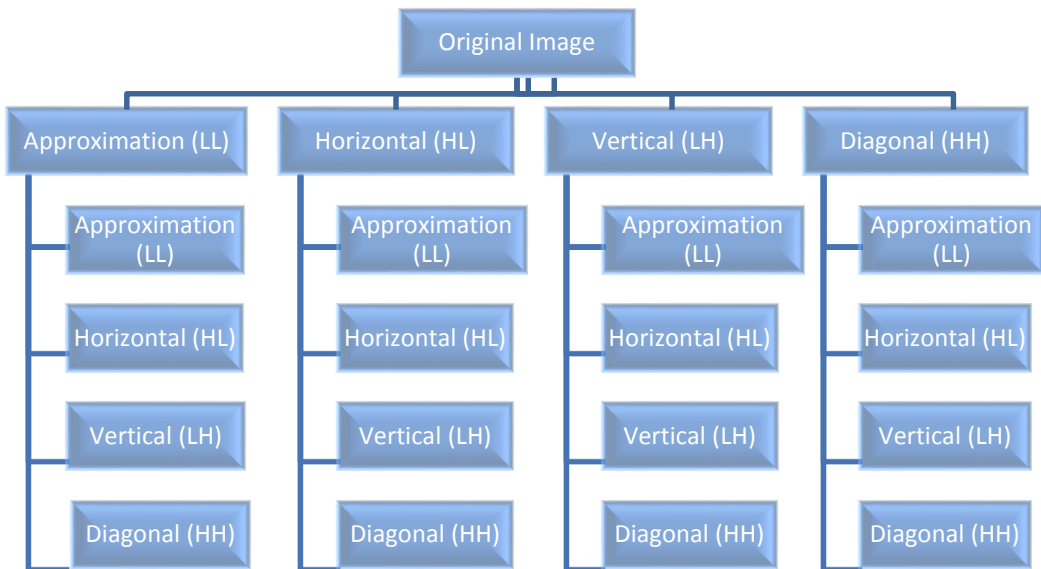 Original Image
Approximation (LL)
Horizontal (HL)
Vertical (LH)
Diagonal (HH)
Approximation
(LL)
Approximation
(LL)
Approximation
(LL)
Approximation
(LL)
Horizontal (HL)
Horizontal (HL)
Horizontal (HL)
Horizontal (HL)
Vertical (LH)
Vertical (LH)
Vertical (LH)
Vertical (LH)
Diagonal (HH)
Diagonal (HH)
Diagonal (HH)
Diagonal (HH)